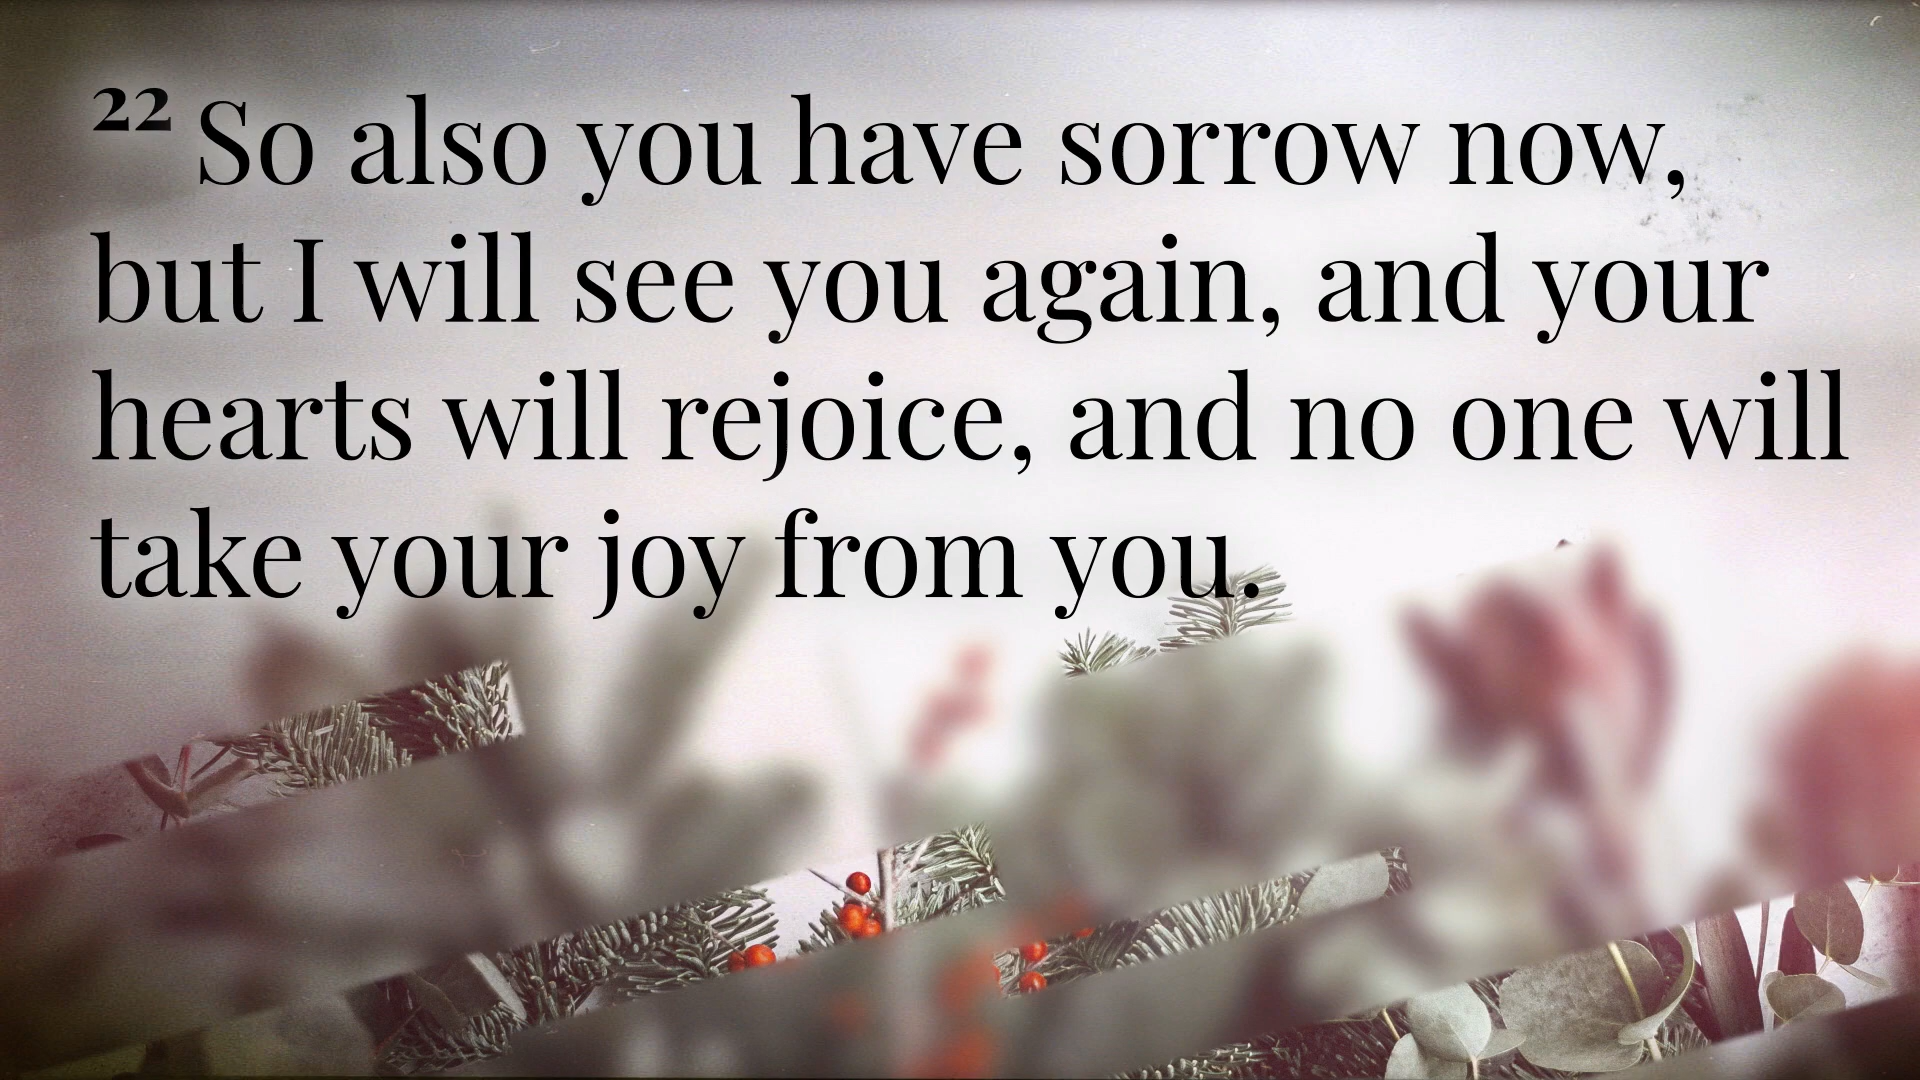 22 So also you have sorrow now,
but I will see you again, and your
hearts will rejoice, and no one will
take your joy from you.